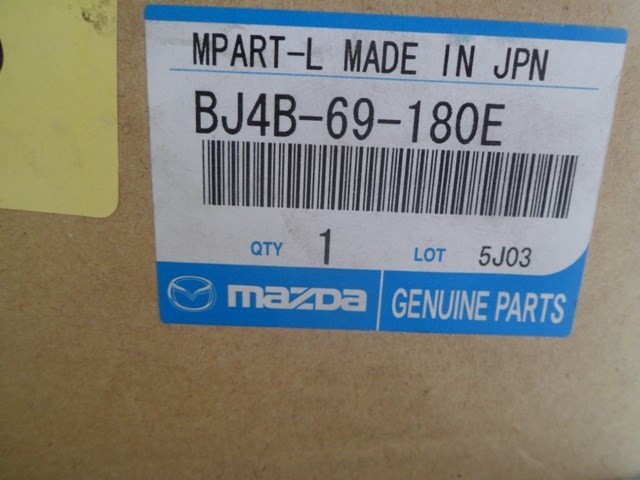 MPART-L MADE IN JPN
BJ4B-69-180E
QTY 1 LOT 5J03
mazDa GENUINE PARTS